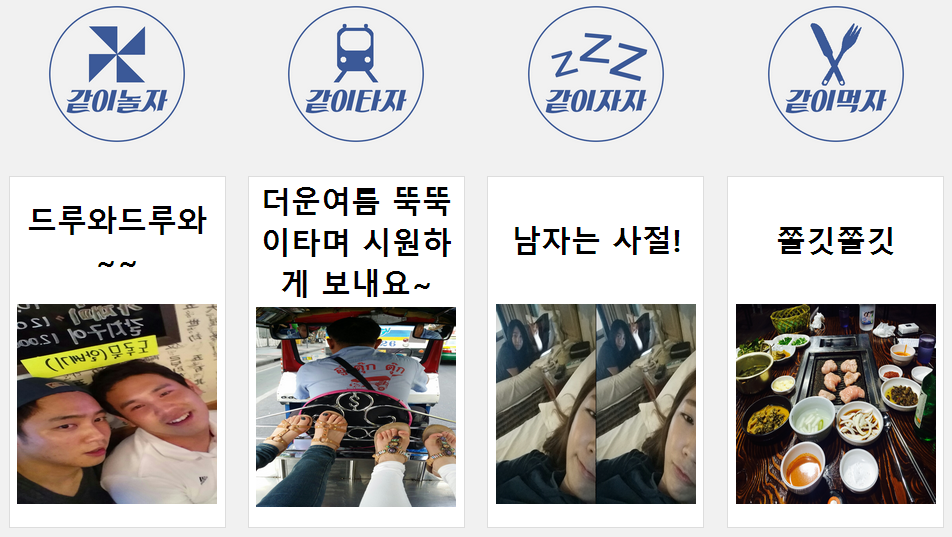 같이놀자
같이타자
zZZ
같이자자
같이먹자
드루와드루와
~~
더운여름 뚝뚝
이타며 시원하
게 보내요~
남자는 사절!
쫄깃쫄깃